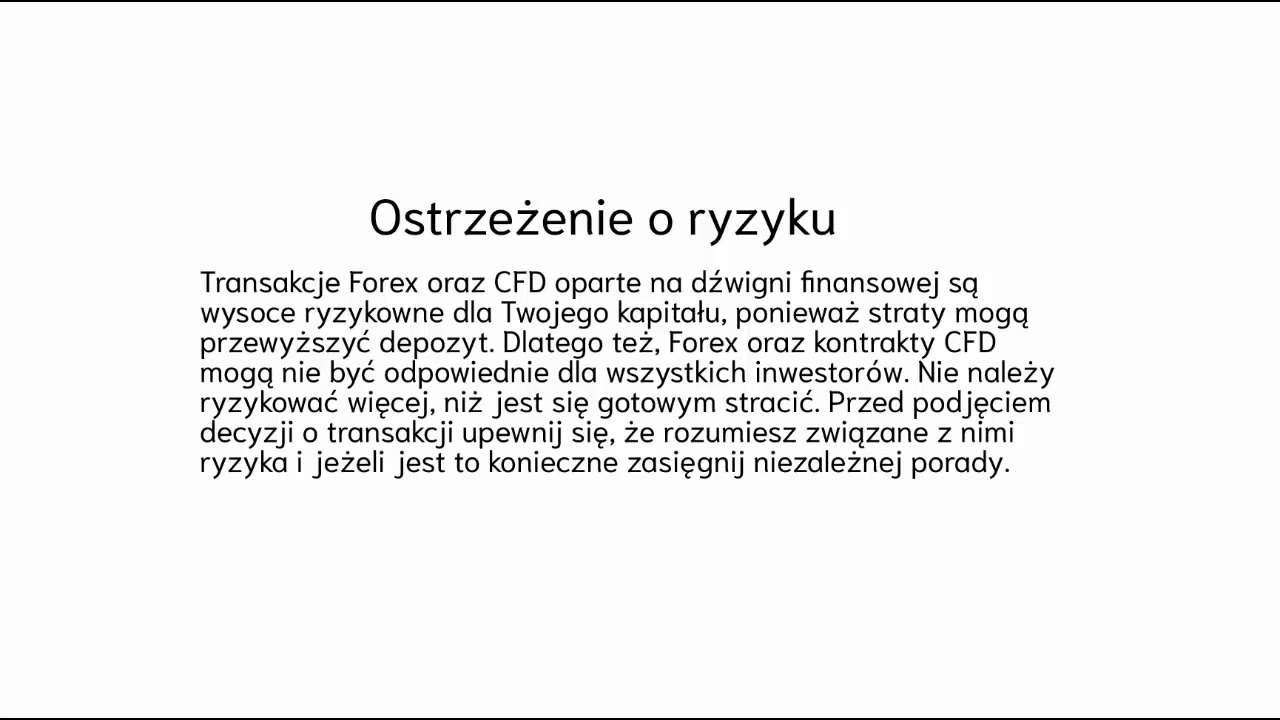 Ostrzeżenie o ryzyku
Transakcje Forex oraz CFD oparte na dźwigni finansowej są
wysoce ryzykowne dla Twojego kapitału, ponieważ straty mogą
przewyższyć depozyt. Dlatego też, Forex oraz kontrakty CFD
mogą nie być odpowiednie dla wszystkich inwestorów. Nie należy
ryzykować więcej, niż jest się gotowym stracić. Przed podjęciem
decyzji o transakcji upewnij się, że rozumiesz związane z nimi
ryzyka i jeżeli jest to konieczne zasięgnij niezależnej porady.